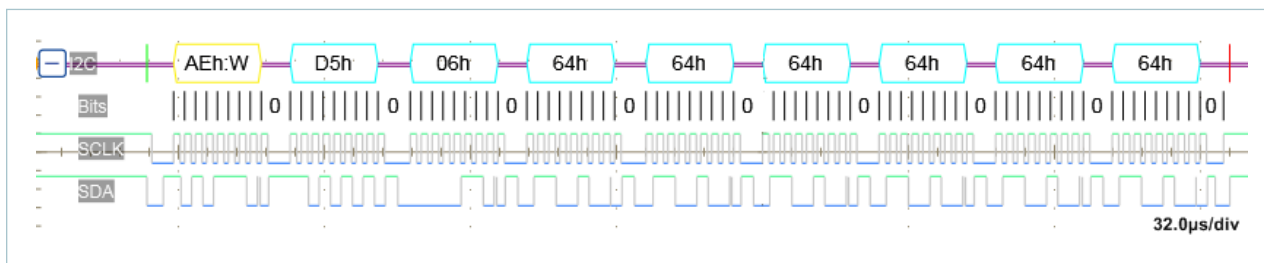 I2C AEh:W D5h 06h 64h 64h 64h 64h 64h 64h
Bits 0 0 0 0 0 0 0 0 0
SCLK
SDA
32.0µs/div